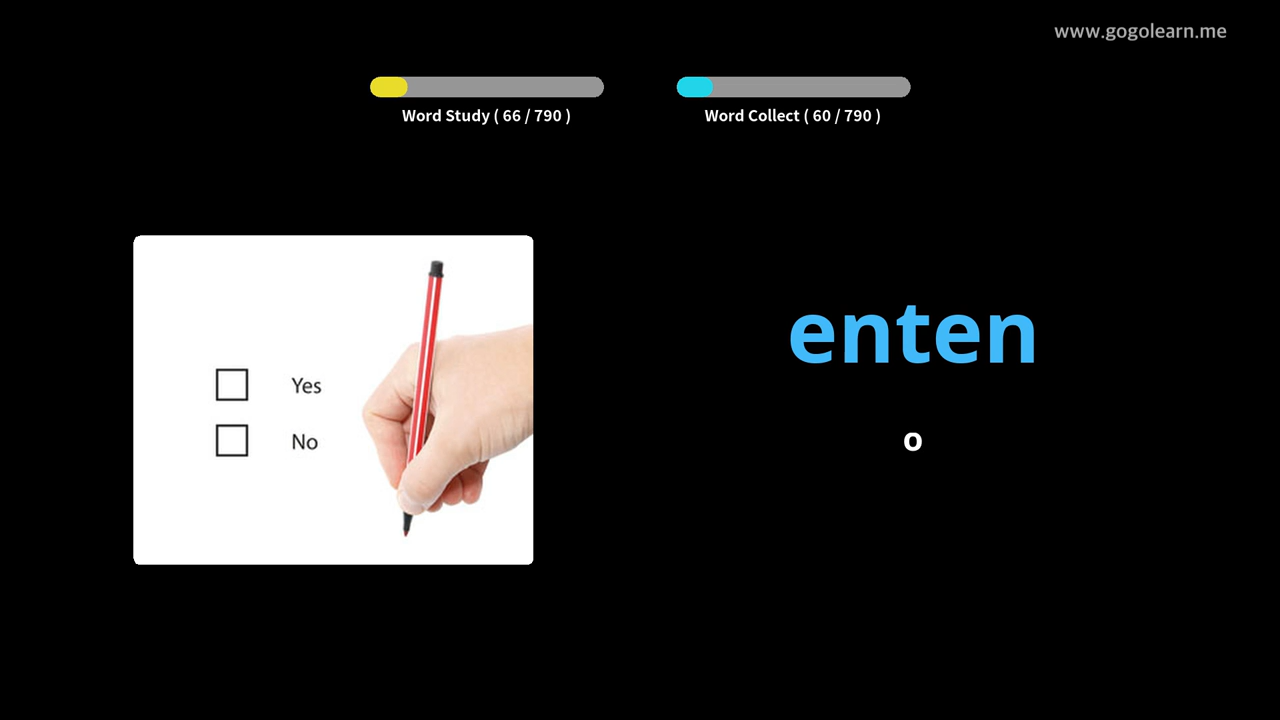 www.gogolearn.me
Word Study ( 66 / 790 )
Word Collect ( 60 / 790 )
Yes
No
enten
o